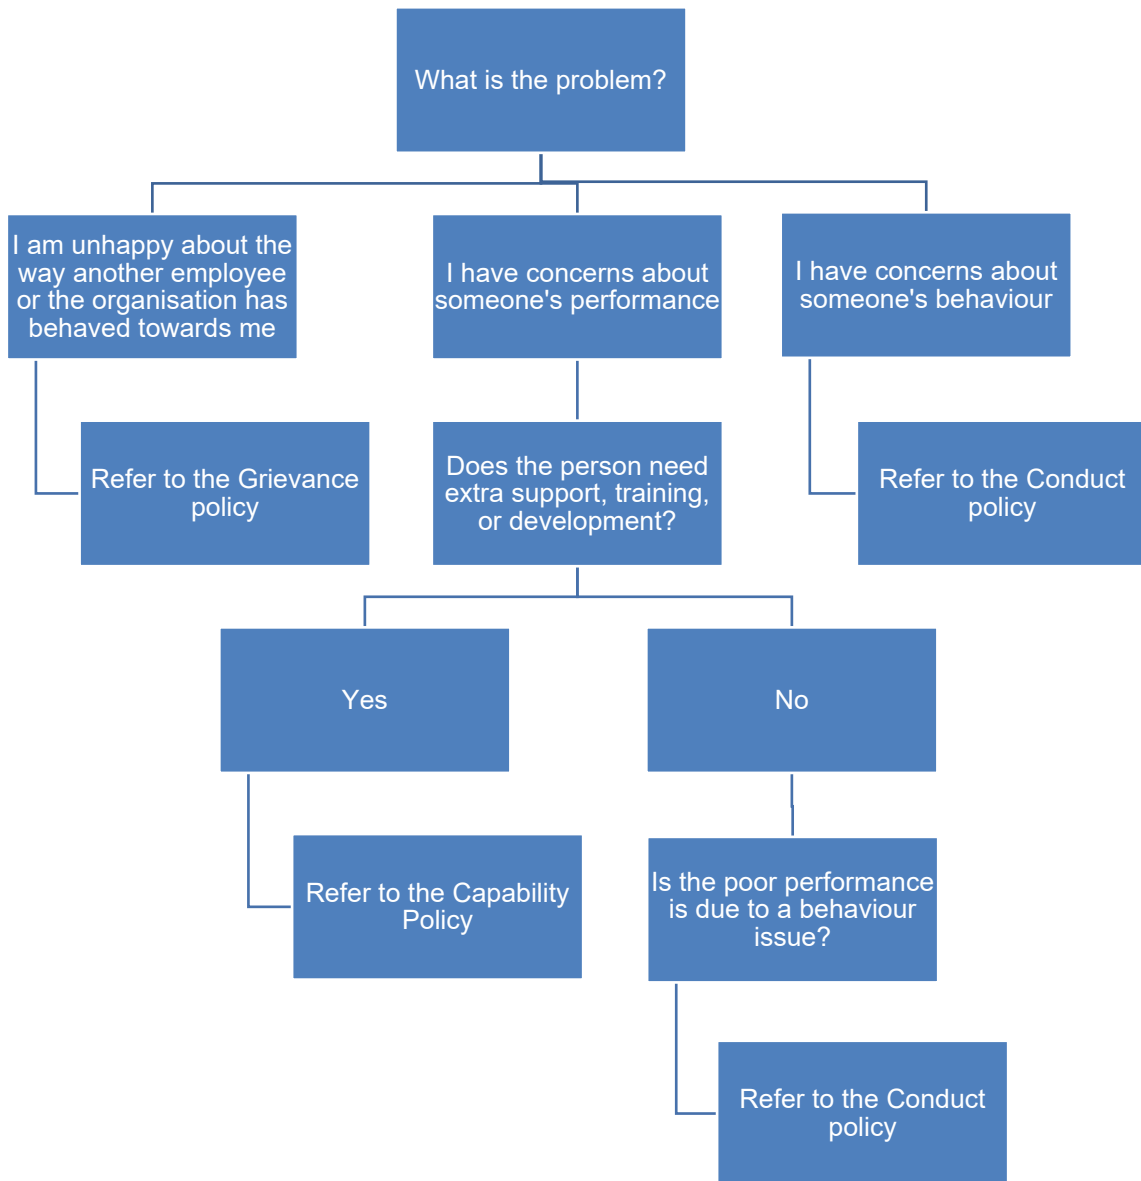 What is the problem?
I am unhappy about the
way another employee
or the organisation has
behaved towards me
I have concerns about
someone's performance
I have concerns about
someone's behaviour
Refer to the Grievance
policy
Does the person need
extra support, training,
or development?
Refer to the Conduct
policy
Yes
No
Refer to the Capability
Policy
Is the poor performance
is due to a behaviour
issue?
Refer to the Conduct
policy